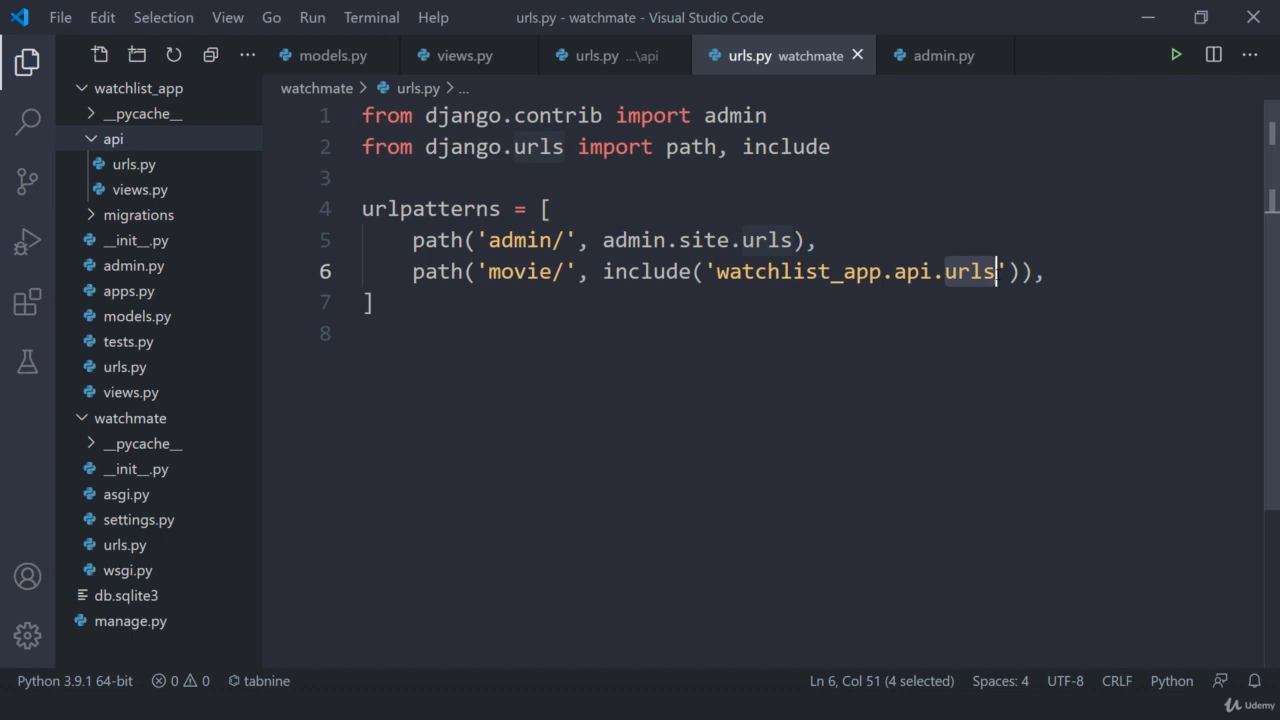 File Edit Selection View Go Run Terminal Help urls.py - watchmate - Visual Studio Code
models.py views.py urls.py ...\api urls.py watchmate admin.py
watchlist_app
__pycache__
api
urls.py
views.py
migrations
__init__.py
admin.py
apps.py
models.py
tests.py
urls.py
views.py
watchmate
__pycache__
__init__.py
asgi.py
settings.py
urls.py
wsgi.py
db.sqlite3
manage.py
watchmate > urls.py > ...
1 from django.contrib import admin
2 from django.urls import path, include
3
4 urlpatterns = [
5 path('admin/', admin.site.urls),
6 path('movie/', include('watchlist_app.api.urls')),
7 ]
8
Python 3.9.1 64-bit 0 0 tabnine Ln 6, Col 51 (4 selected) Spaces: 4 UTF-8 CRLF Python
Udemy